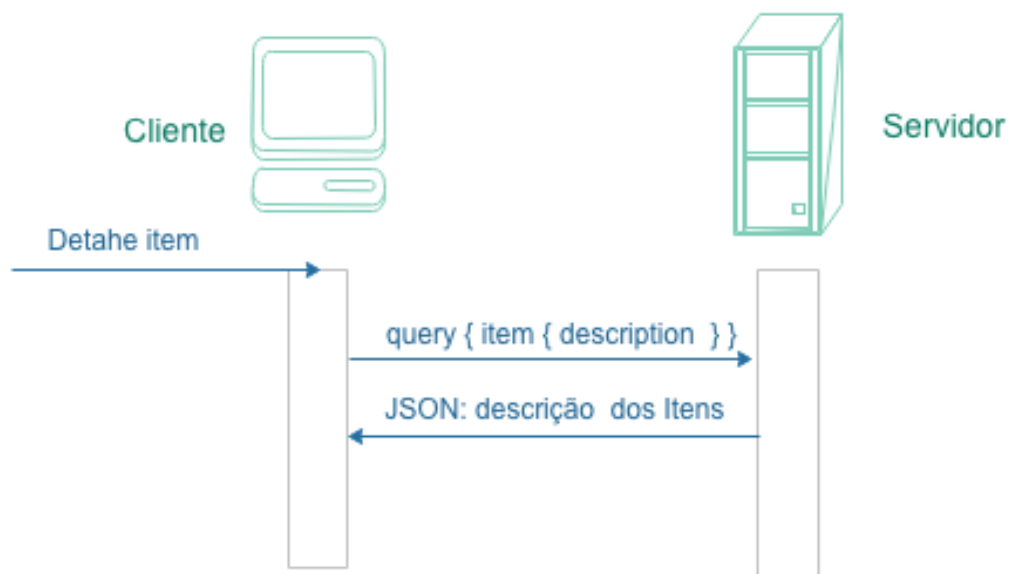 Cliente
Servidor
Detahe item
query { item { description } }
JSON: descrição dos Itens